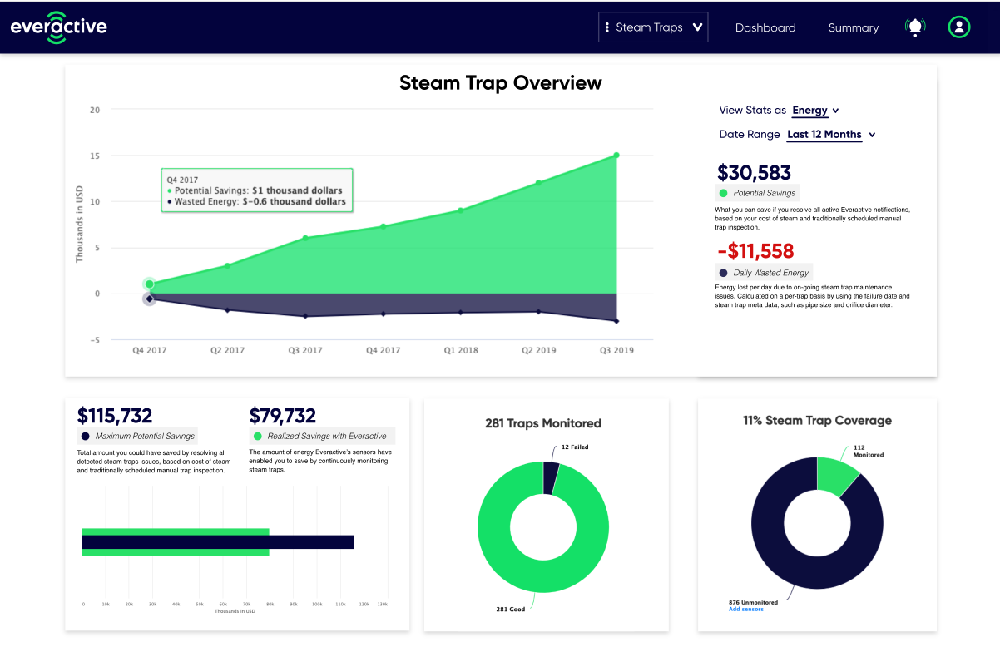 everactive
Steam Traps
Dashboard
Summary
Steam Trap Overview
20
15
10
5
0
-5
Thousands in USD
Q4 2017
Potential Savings: $1 thousand dollars
Wasted Energy: $-0.6 thousand dollars
Q4 2017
Q2 2017
Q3 2017
Q4 2017
Q1 2018
Q2 2019
Q3 2019
View Stats as Energy
Date Range Last 12 Months
$30,583
Potential Savings
What you can save if you resolve all active Everactive notifications,
based on your cost of steam and traditionally scheduled manual
trap inspection.
-$11,558
Daily Wasted Energy
Energy lost per day due to on-going steam trap maintenance
issues. Calculated on a per-trap basis by using the failure date and
steam trap meta data, such as pipe size and orifice diameter.
$115,732
Maximum Potential Savings
Total amount you could have saved by resolving all
detected steam traps issues, based on cost of steam
and traditionally scheduled manual trap inspection.
$79,732
Realized Savings with Everactive
The amount of energy Everactive's sensors have
enabled you to save by continuously monitoring
steam traps.
0
10k
20k
30k
40k
50k
60k
70k
80k
90k
100k
110k
120k
130k
Thousands in USD
281 Traps Monitored
12 Failed
281 Good
11% Steam Trap Coverage
112
Monitored
876 Unmonitored
Add sensors